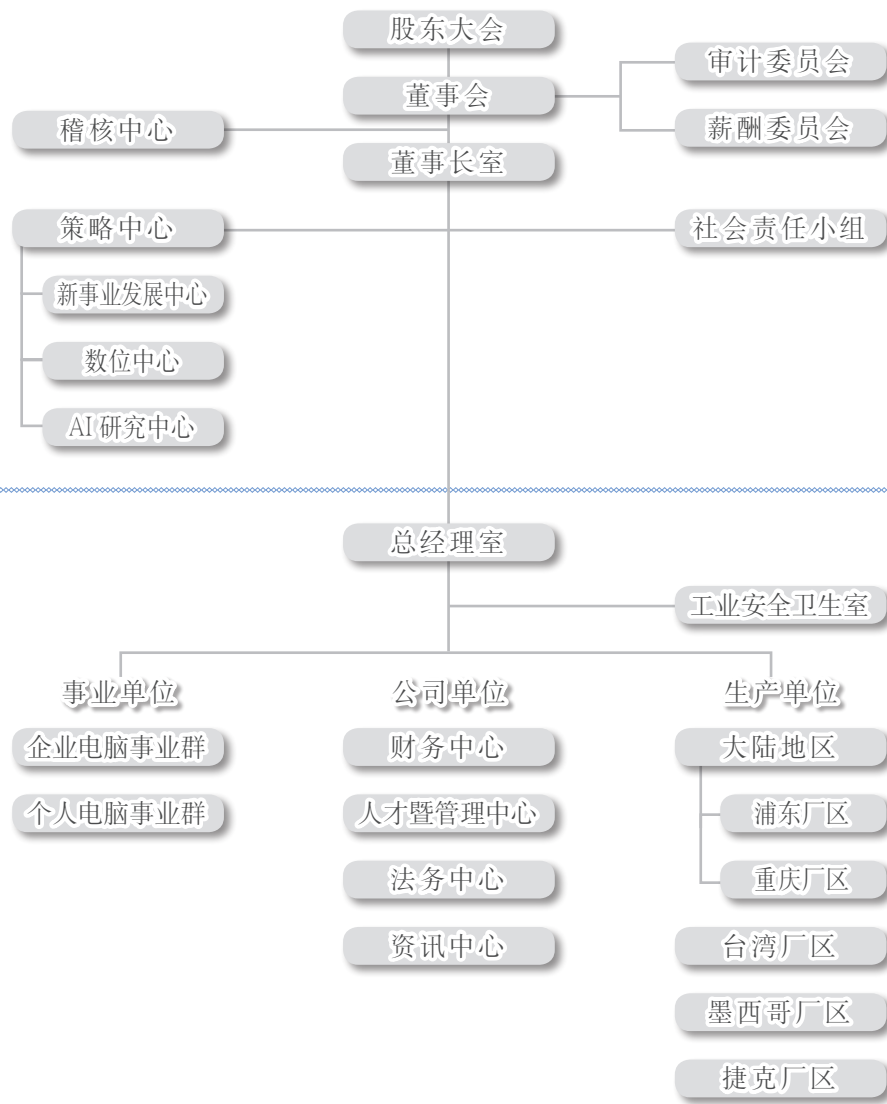 股东大会
董事会
审计委员会
薪酬委员会
稽核中心
董事长室
策略中心
社会责任小组
新事业发展中心
数位中心
AI 研究中心
总经理室
工业安全卫生室
事业单位
企业电脑事业群
个人电脑事业群
公司单位
财务中心
人才暨管理中心
法务中心
资讯中心
生产单位
大陆地区
浦东厂区
重庆厂区
台湾厂区
墨西哥厂区
捷克厂区